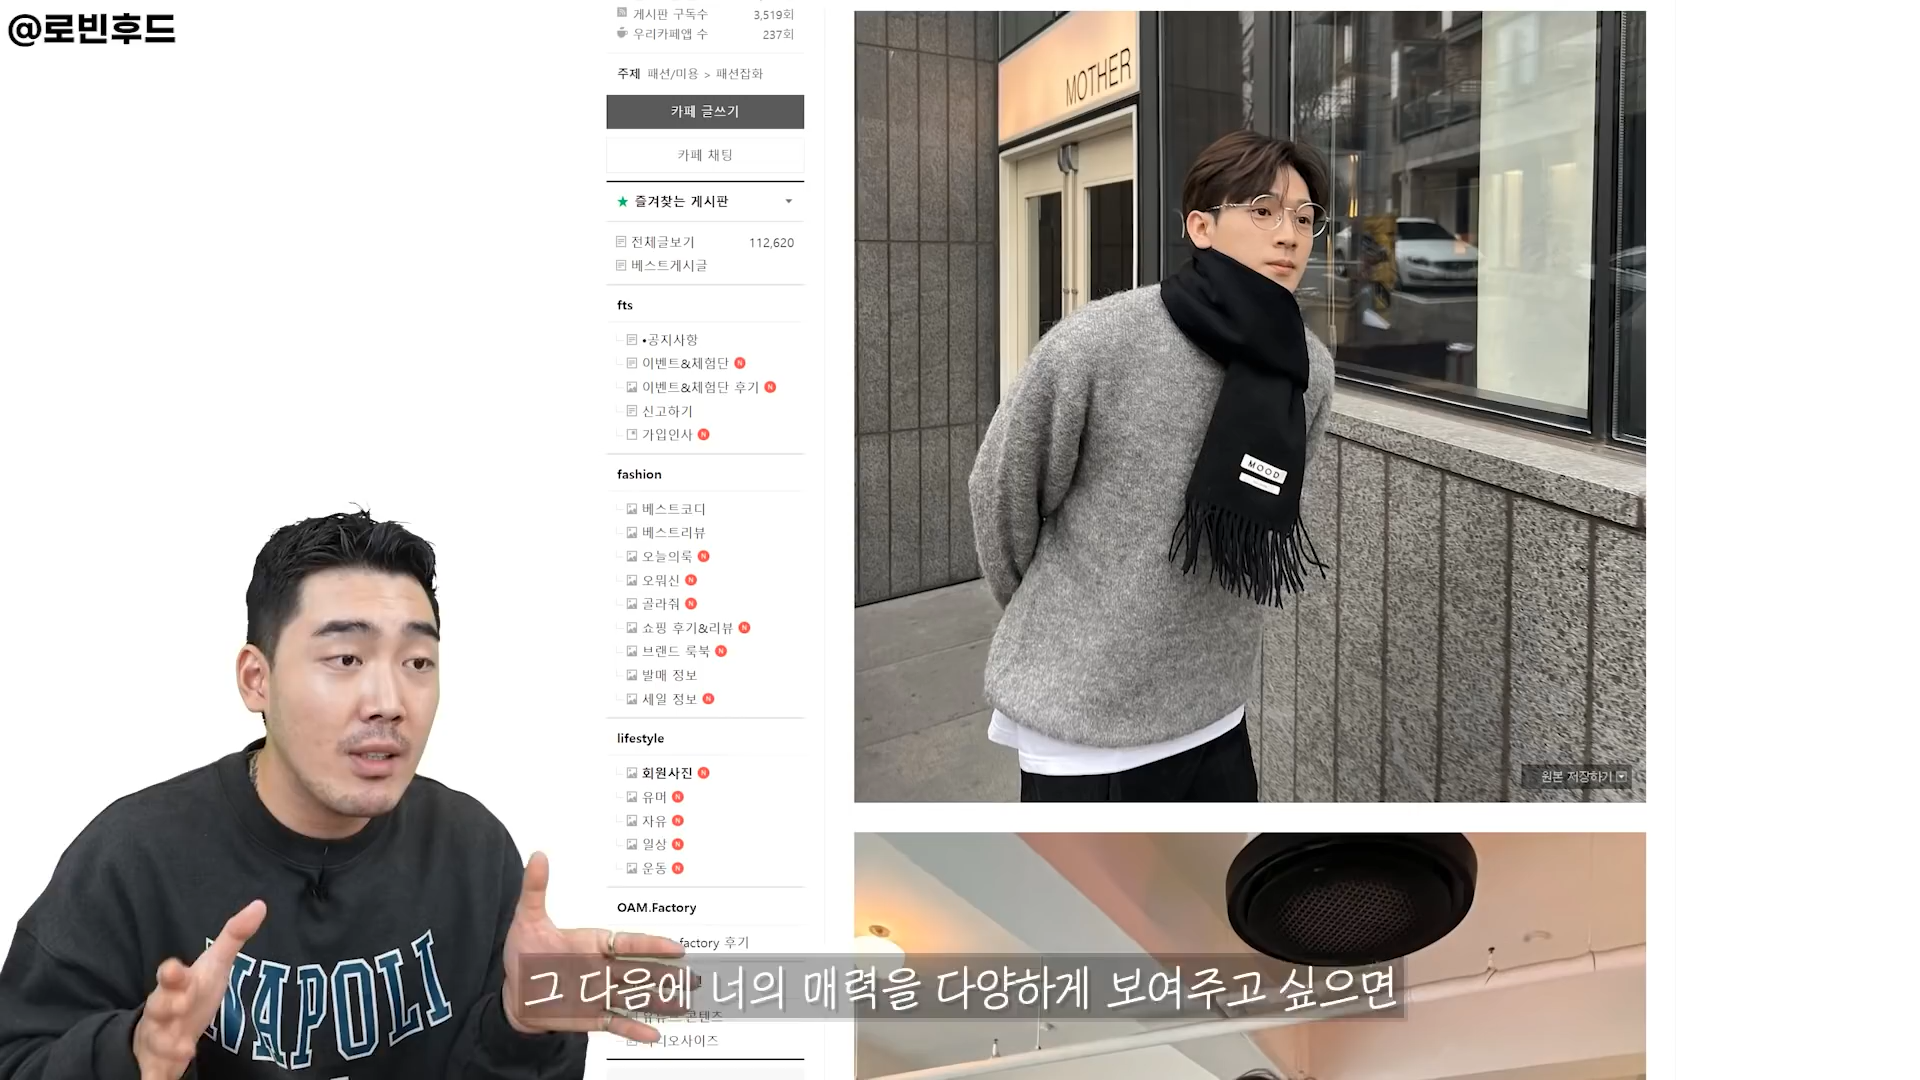 @로빈후드
게시판 구독수 3,519회
우리카페앱 수 237회
주제 패션/미용 > 패션잡화
카페 글쓰기
카페 채팅
★ 즐겨찾는 게시판
전체글보기 112,620
베스트게시글
fts
•공지사항
이벤트&체험단 N
이벤트&체험단 후기 N
신고하기
가입인사 N
fashion
베스트코디
베스트리뷰
오늘의룩 N
오뭐신 N
골라줘 N
쇼핑 후기&리뷰 N
브랜드 룩북 N
발매 정보
세일 정보 N
lifestyle
회원사진 N
유머 N
자유 N
일상 N
운동 N
OAM.Factory
factory 후기
콘텐츠
디오사이즈
MOTHER
MOOD
원본 저장하기
NAPOLI
그 다음에 너의 매력을 다양하게 보여주고 싶으면